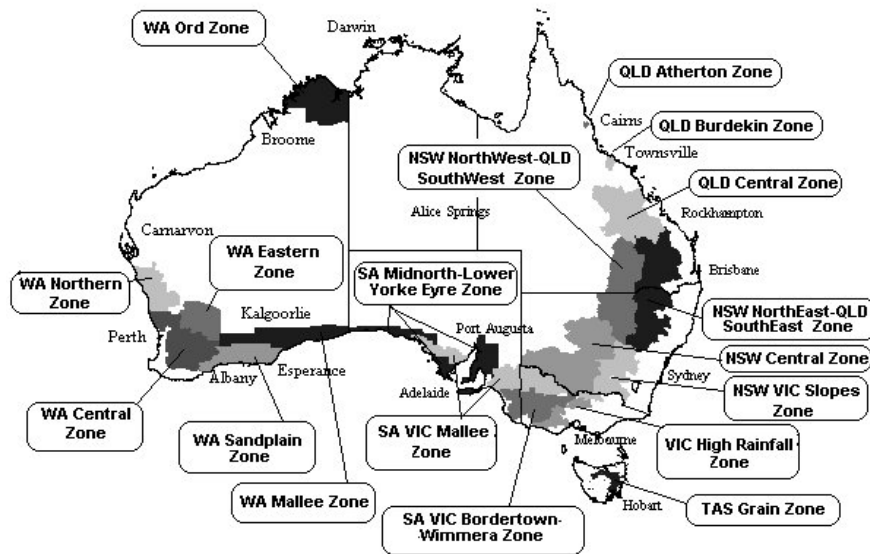 WA Ord Zone
Darwin
QLD Atherton Zone
Cairns
Broome
QLD Burdekin Zone
Townsville
NSW NorthWest-QLD
SouthWest Zone
QLD Central Zone
Alice Springs
Rockhampton
Carnarvon
WA Eastern
Zone
WA Northern
Zone
SA Midnorth-Lower
Yorke Eyre Zone
Brisbane
Kalgoorlie
Port Augusta
NSW NorthEast-QLD
SouthEast Zone
Perth
NSW Central Zone
Albany
Esperance
Adelaide
Sydney
NSW VIC Slopes
Zone
WA Central
Zone
WA Sandplain
Zone
SA VIC Mallee
Zone
Melbourne
VIC High Rainfall
Zone
WA Mallee Zone
SA VIC Bordertown-
Wimmera Zone
Hobart
TAS Grain Zone